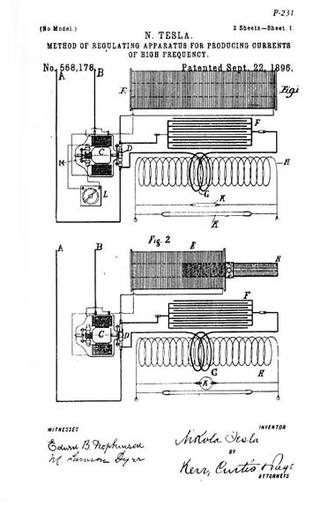 P-231
(No Model.) 2 Sheets—Sheet 1.
N. TESLA.
METHOD OF REGULATING APPARATUS FOR PRODUCING CURRENTS
OF HIGH FREQUENCY.
No. 568,178. Patented Sept. 22, 1896.
A B E Fig 1
F
M C D
H
G
L
K
K
A B Fig. 2 E N
F
C D
G H
K
WITNESSES
Edwin B. Hopkinson
M. Lawson Dyer
INVENTOR
Nikola Tesla
BY
Kerr, Curtis & Page
ATTORNEYS